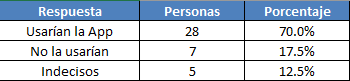 Respuesta Personas Porcentaje
Usarían la App 28 70.0%
No la usarían 7 17.5%
Indecisos 5 12.5%